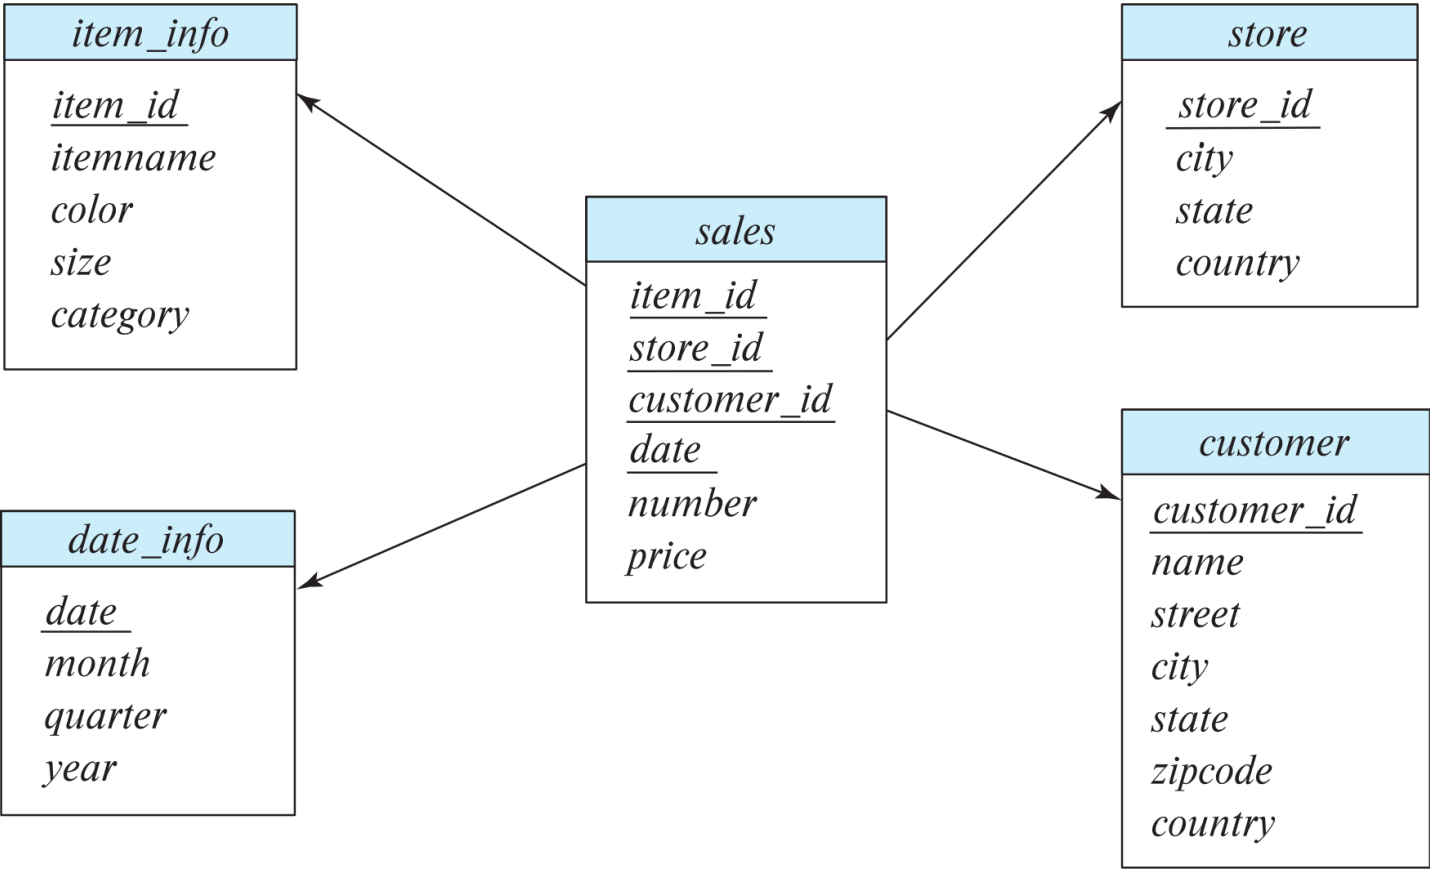 item_info
item_id
itemname
color
size
category
store
store_id
city
state
country
sales
item_id
store_id
customer_id
date
number
price
date_info
date
month
quarter
year
customer
customer_id
name
street
city
state
zipcode
country